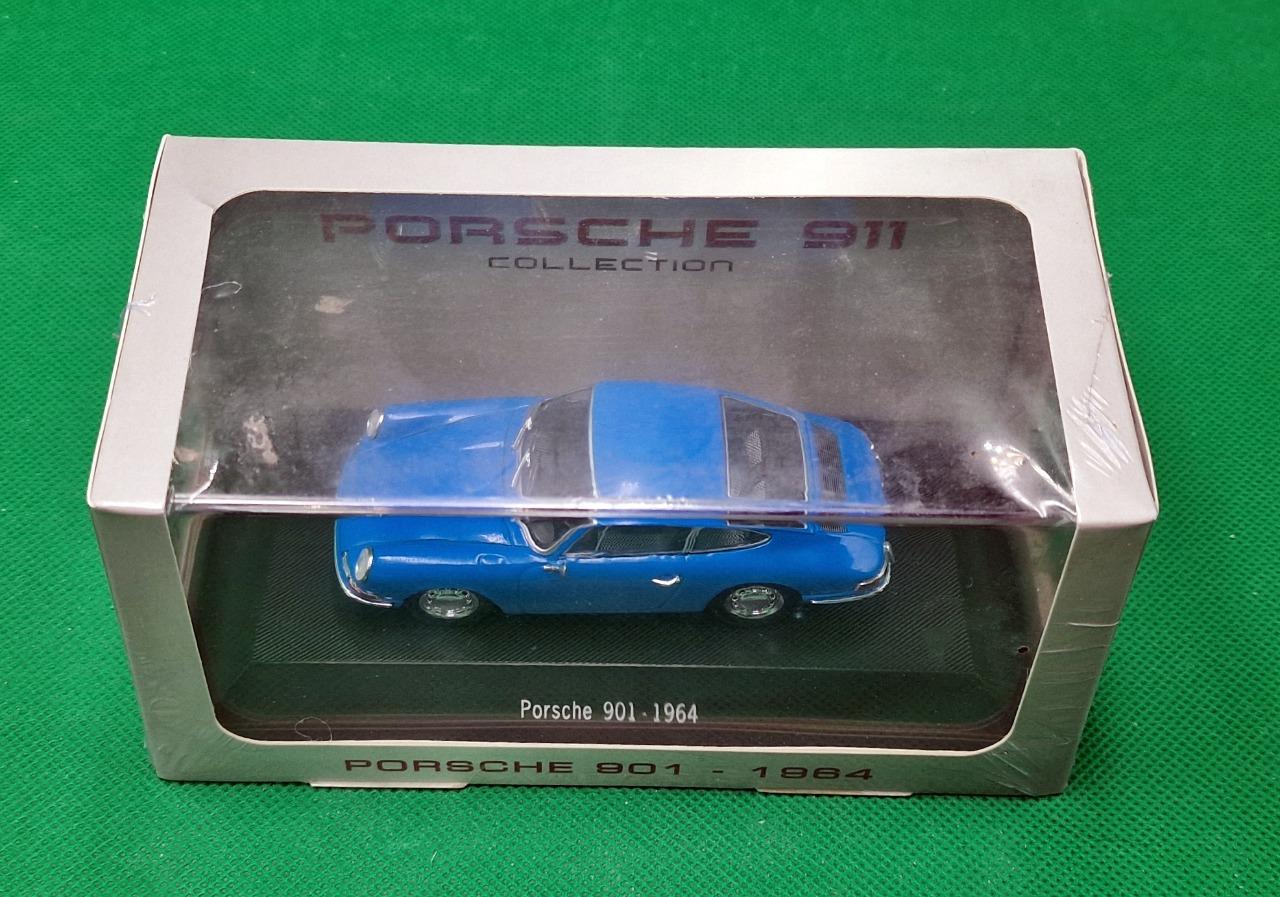 PORSCHE 911
COLLECTION
Porsche 901 - 1964
PORSCHE 901 - 1964